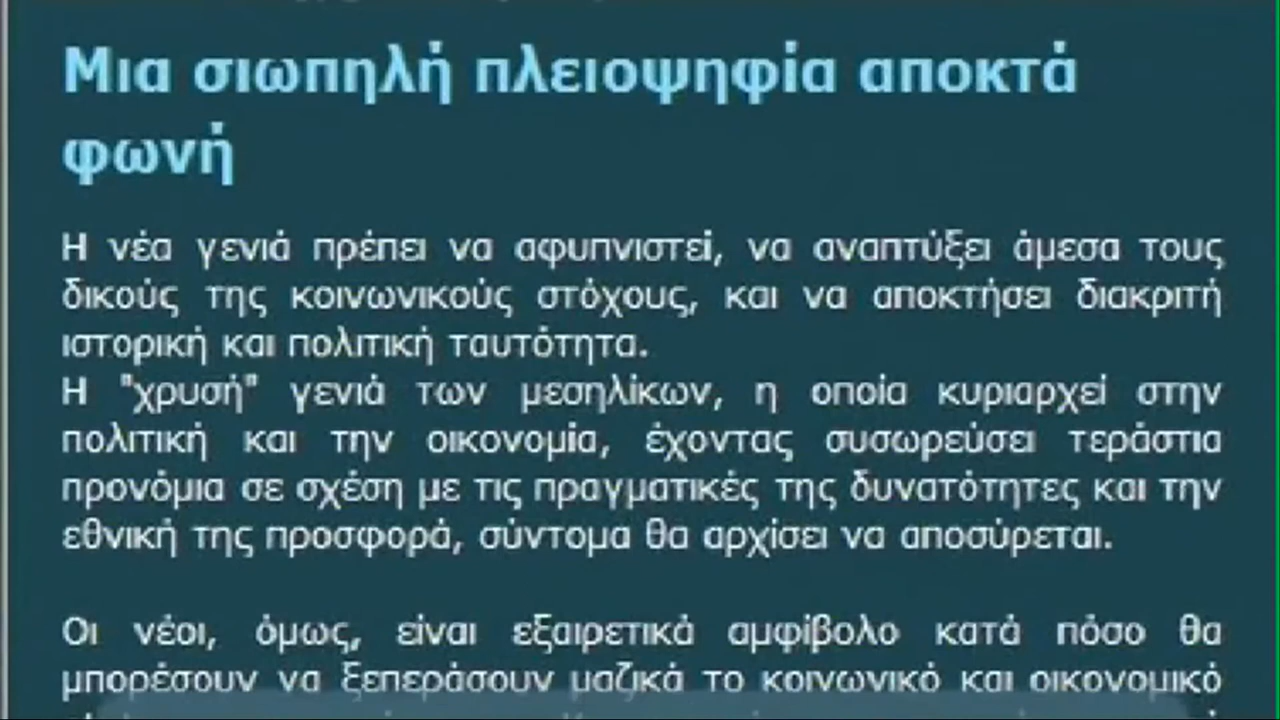 Μια σιωπηλή πλειοψηφία αποκτά
φωνή
Η νέα γενιά πρέπει να αφυπνιστεί, να αναπτύξει άμεσα τους
δικούς της κοινωνικούς στόχους, και να αποκτήσει διακριτή
ιστορική και πολιτική ταυτότητα.
Η "χρυσή" γενιά των μεσηλίκων, η οποία κυριαρχεί στην
πολιτική και την οικονομία, έχοντας συσωρεύσει τεράστια
προνόμια σε σχέση με τις πραγματικές της δυνατότητες και την
εθνική της προσφορά, σύντομα θα αρχίσει να αποσύρεται.
Οι νέοι, όμως, είναι εξαιρετικά αμφίβολο κατά πόσο θα
μπορέσουν να ξεπεράσουν μαζικά το κοινωνικό και οικονομικό